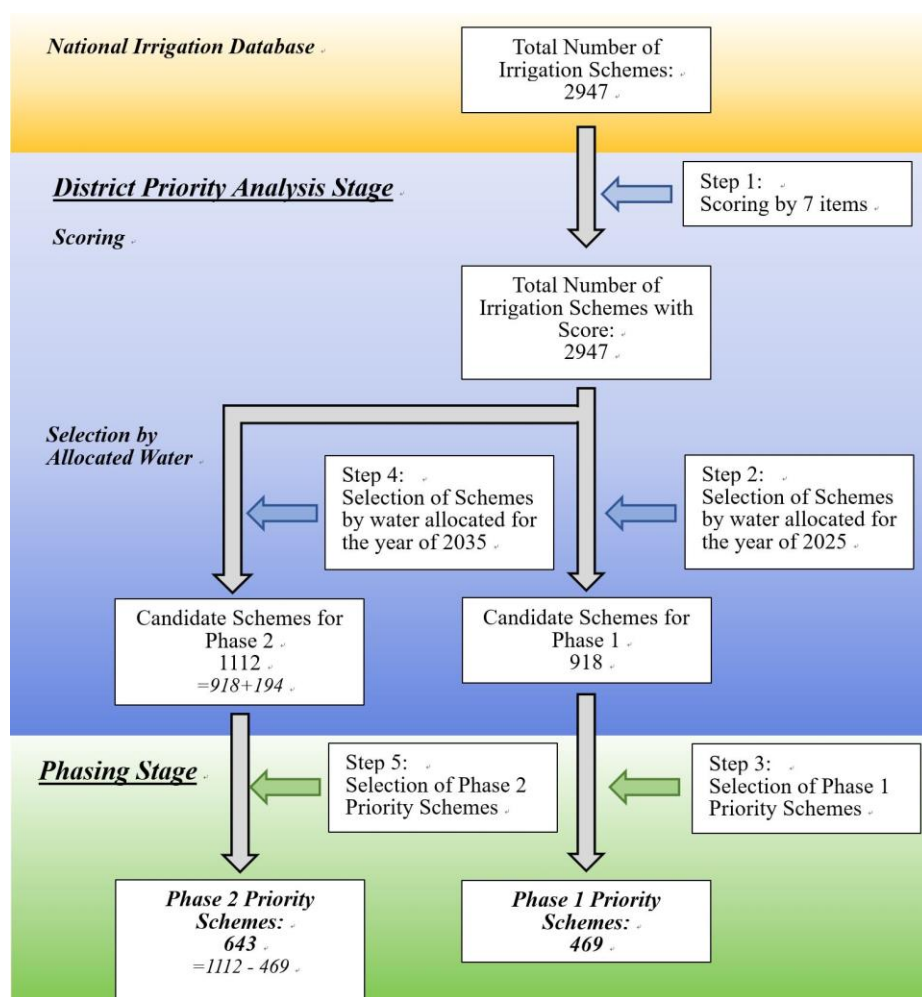 National Irrigation Database
Total Number of
Irrigation Schemes:
2947
District Priority Analysis Stage
Step 1:
Scoring by 7 items
Scoring
Total Number of
Irrigation Schemes with
Score:
2947
Selection by
Allocated Water
Step 4:
Selection of Schemes
by water allocated for
the year of 2035
Step 2:
Selection of Schemes
by water allocated for
the year of 2025
Candidate Schemes for
Phase 2
1112
=918+194
Candidate Schemes for
Phase 1
918
Phasing Stage
Step 5:
Selection of Phase 2
Priority Schemes
Step 3:
Selection of Phase 1
Priority Schemes
Phase 2 Priority
Schemes:
643
=1112 - 469
Phase 1 Priority
Schemes:
469